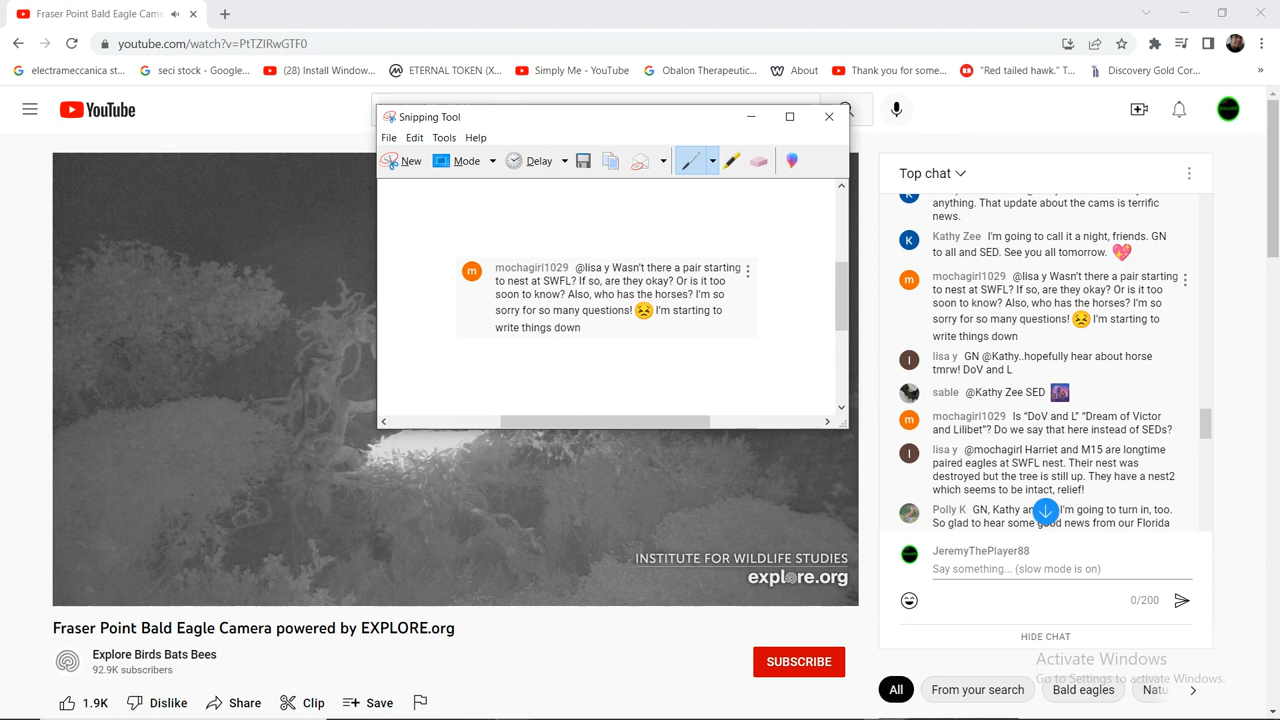 Fraser Point Bald Eagle Came
youtube.com/watch?v=PtTZIRwGTF0
electrameccanica st...
seci stock - Google...
(28) Install Window...
ETERNAL TOKEN (X...
Simply Me - YouTube
Obalon Therapeutic...
About
Thank you for some...
"Red tailed hawk." T...
Discovery Gold Cor...
»
YouTube
Snipping Tool
File Edit Tools Help
New Mode Delay
mochagirl1029 @lisa y Wasn't there a pair starting
to nest at SWFL? If so, are they okay? Or is it too
soon to know? Also, who has the horses? I'm so
sorry for so many questions! I'm starting to
write things down
INSTITUTE FOR WILDLIFE STUDIES
explore.org
Top chat
anything. That update about the cams is terrific
news.
K
Kathy Zee I'm going to call it a night, friends. GN
to all and SED. See you all tomorrow.
m
mochagirl1029 @lisa y Wasn't there a pair starting
to nest at SWFL? If so, are they okay? Or is it too
soon to know? Also, who has the horses? I'm so
sorry for so many questions! I'm starting to
write things down
l
lisa y GN @Kathy..hopefully hear about horse
tmrw! DoV and L
sable @Kathy Zee SED
m
mochagirl1029 Is “DoV and L” “Dream of Victor
and Lilibet”? Do we say that here instead of SEDs?
l
lisa y @mochagirl Harriet and M15 are longtime
paired eagles at SWFL nest. Their nest was
destroyed but the tree is still up. They have a nest2
which seems to be intact, relief!
Polly K GN, Kathy I'm going to turn in, too.
So glad to hear some good news from our Florida
JeremyThePlayer88
Say something... (slow mode is on)
0/200
HIDE CHAT
Fraser Point Bald Eagle Camera powered by EXPLORE.org
Explore Birds Bats Bees
92.9K subscribers
SUBSCRIBE
1.9K Dislike Share Clip Save
Activate Windows
Go to Settings to activate Windows.
All From your search Bald eagles Natu